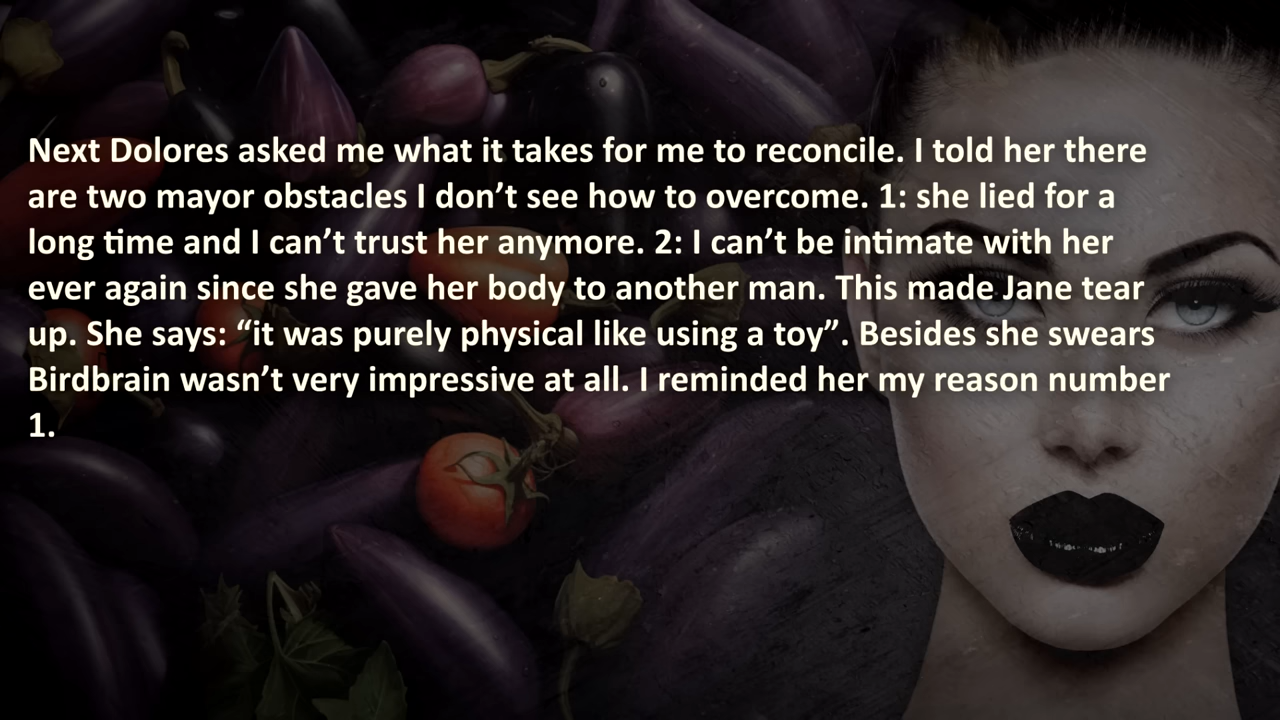 Next Dolores asked me what it takes for me to reconcile. I told her there
are two mayor obstacles I don’t see how to overcome. 1: she lied for a
long time and I can’t trust her anymore. 2: I can’t be intimate with her
ever again since she gave her body to another man. This made Jane tear
up. She says: “it was purely physical like using a toy”. Besides she swears
Birdbrain wasn’t very impressive at all. I reminded her my reason number
1.